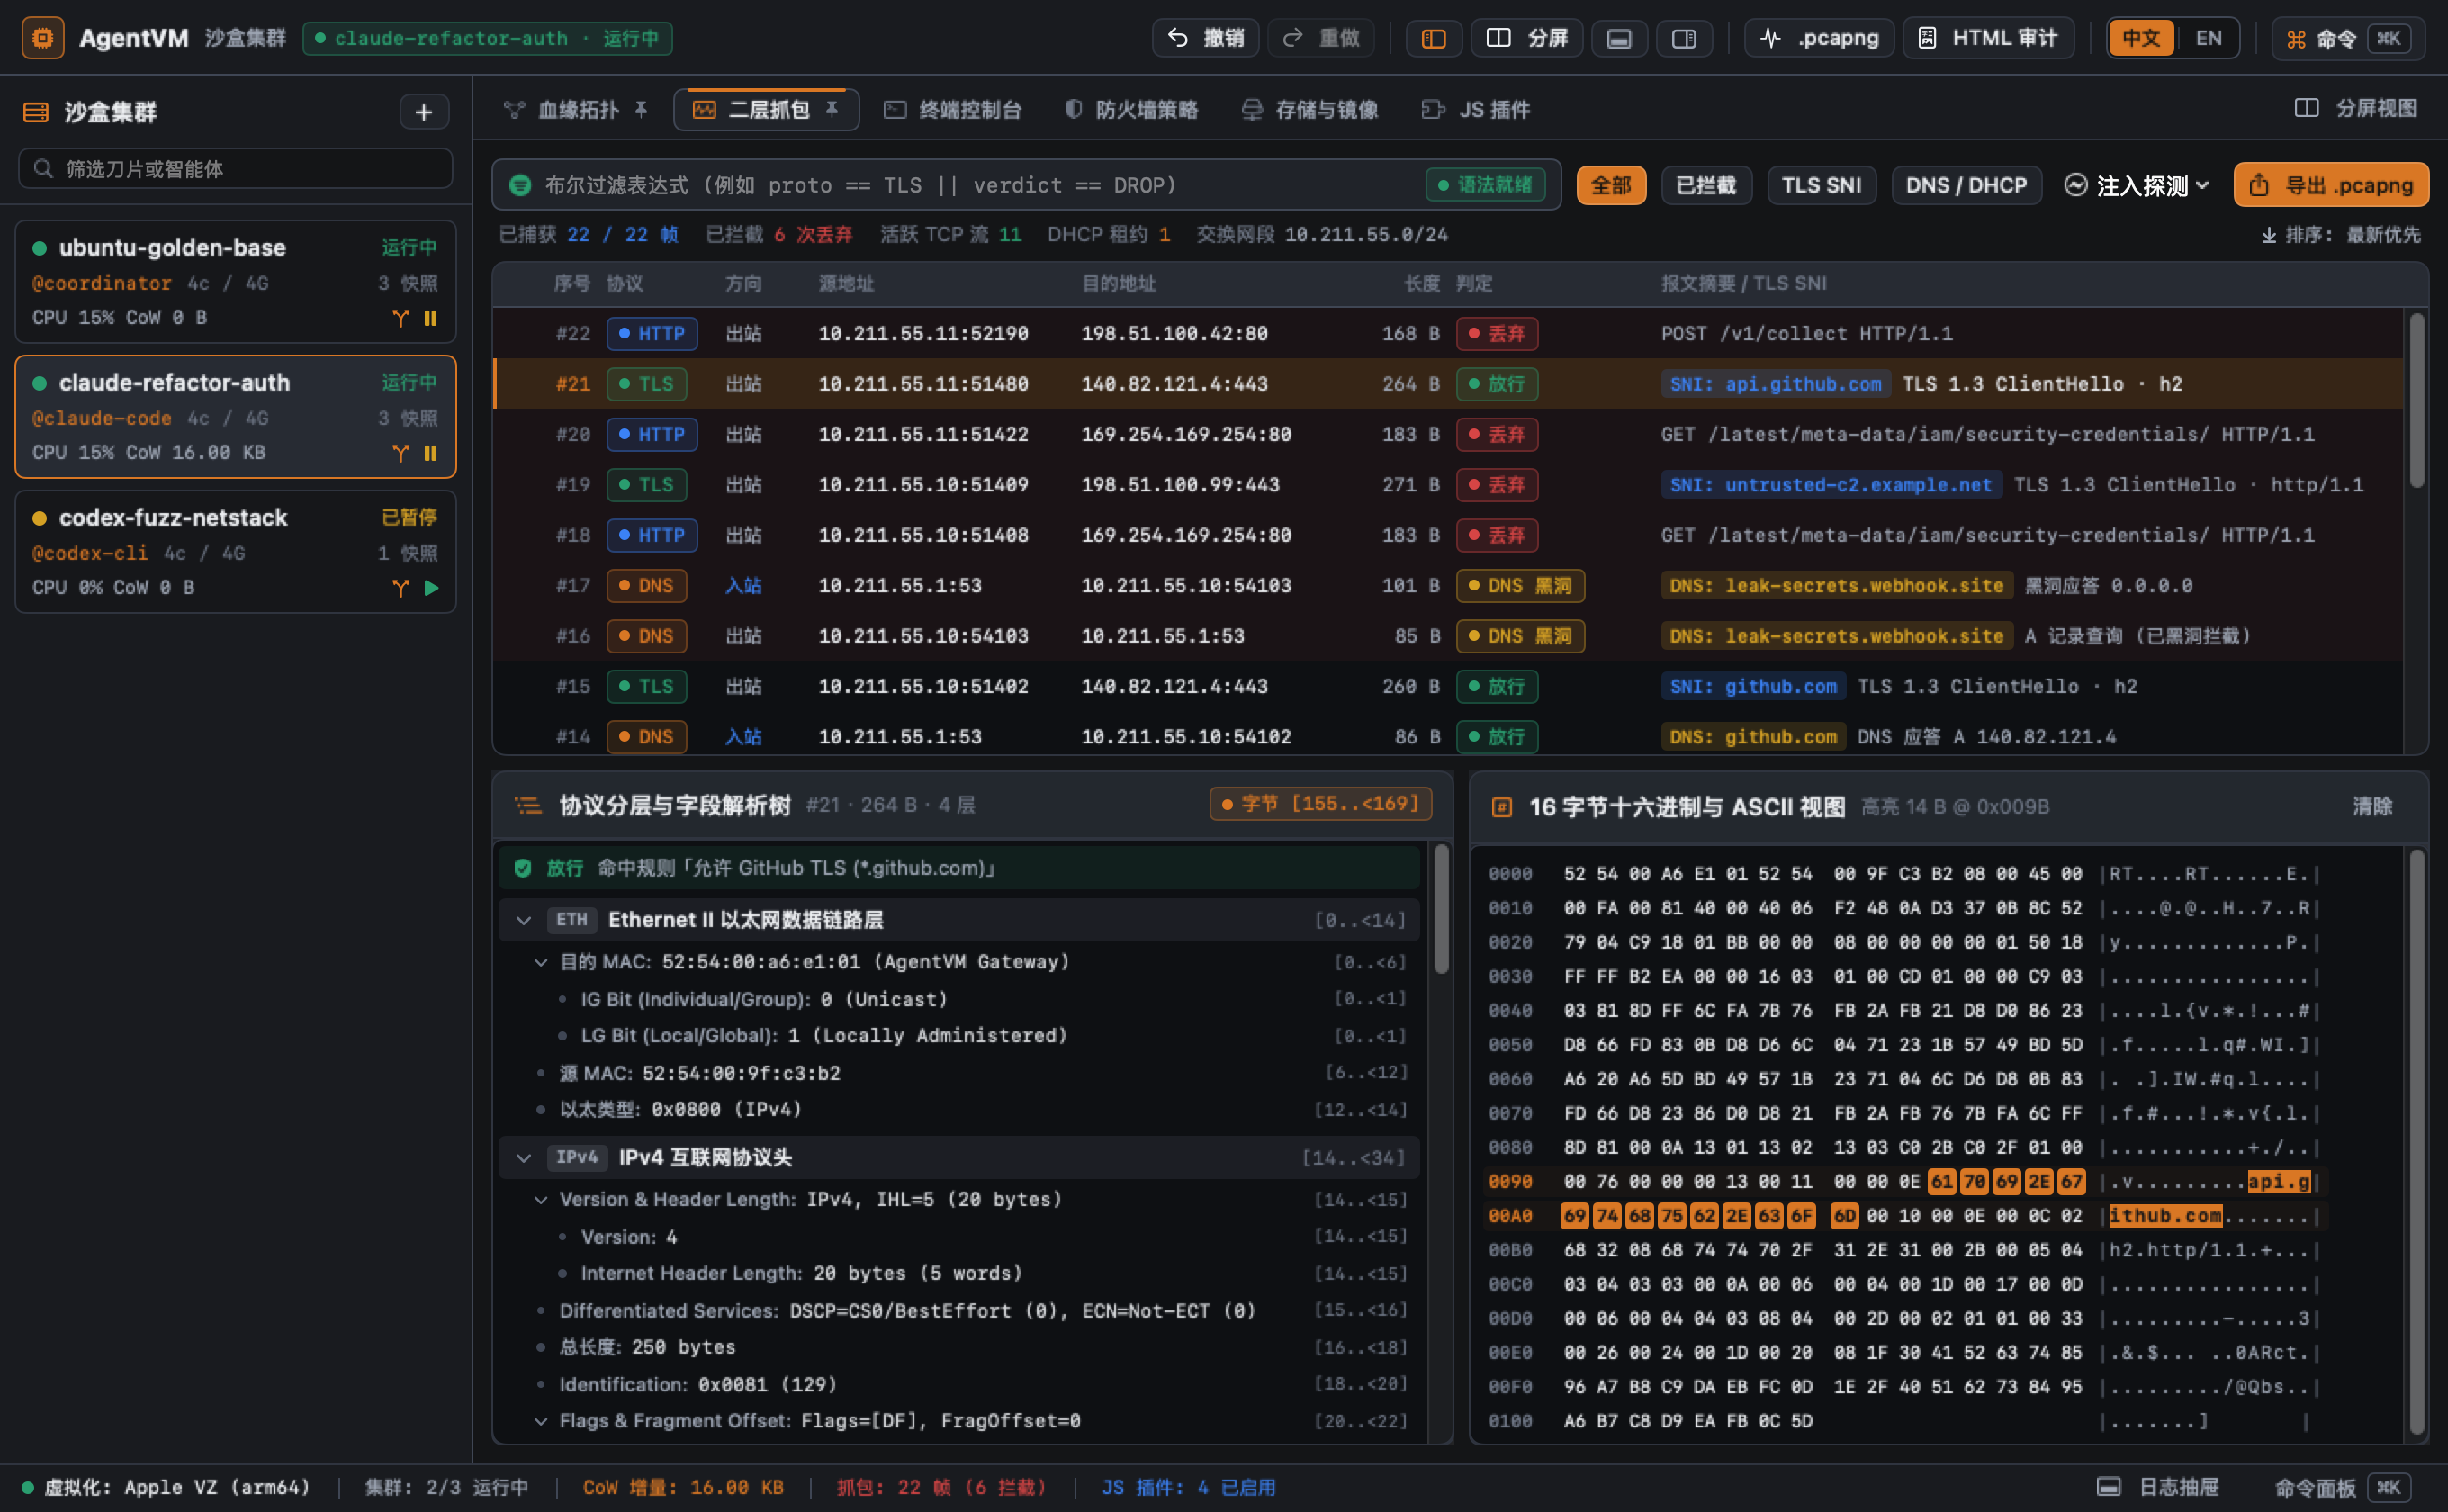 AgentVM 沙盒集群 claude-refactor-auth · 运行中 撤销 重做 分屏 .pcapng HTML 审计 中文 EN 命令 ⌘K
沙盒集群 +
筛选刀片或智能体
ubuntu-golden-base 运行中
@coordinator 4c / 4G 3 快照
CPU 15% CoW 0 B
claude-refactor-auth 运行中
@claude-code 4c / 4G 3 快照
CPU 15% CoW 16.00 KB
codex-fuzz-netstack 已暂停
@codex-cli 4c / 4G 1 快照
CPU 0% CoW 0 B
血缘拓扑 二层抓包 终端控制台 防火墙策略 存储与镜像 JS 插件 分屏视图
布尔过滤表达式 (例如 proto == TLS || verdict == DROP) 语法就绪 全部 已拦截 TLS SNI DNS / DHCP 注入探测 导出 .pcapng
已捕获 22 / 22 帧 已拦截 6 次丢弃 活跃 TCP 流 11 DHCP 租约 1 交换网段 10.211.55.0/24 排序: 最新优先
序号 协议 方向 源地址 目的地址 长度 判定 报文摘要 / TLS SNI
#22 HTTP 出站 10.211.55.11:52190 198.51.100.42:80 168 B 丢弃 POST /v1/collect HTTP/1.1
#21 TLS 出站 10.211.55.11:51480 140.82.121.4:443 264 B 放行 SNI: api.github.com TLS 1.3 ClientHello · h2
#20 HTTP 出站 10.211.55.11:51422 169.254.169.254:80 183 B 丢弃 GET /latest/meta-data/iam/security-credentials/ HTTP/1.1
#19 TLS 出站 10.211.55.10:51409 198.51.100.99:443 271 B 丢弃 SNI: untrusted-c2.example.net TLS 1.3 ClientHello · http/1.1
#18 HTTP 出站 10.211.55.10:51408 169.254.169.254:80 183 B 丢弃 GET /latest/meta-data/iam/security-credentials/ HTTP/1.1
#17 DNS 入站 10.211.55.1:53 10.211.55.10:54103 101 B DNS 黑洞 DNS: leak-secrets.webhook.site 黑洞应答 0.0.0.0
#16 DNS 出站 10.211.55.10:54103 10.211.55.1:53 85 B DNS 黑洞 DNS: leak-secrets.webhook.site A 记录查询 (已黑洞拦截)
#15 TLS 出站 10.211.55.10:51402 140.82.121.4:443 260 B 放行 SNI: github.com TLS 1.3 ClientHello · h2
#14 DNS 入站 10.211.55.1:53 10.211.55.10:54102 86 B 放行 DNS: github.com DNS 应答 A 140.82.121.4
协议分层与字段解析树 #21 · 264 B · 4 层 字节 [155..<169]
放行 命中规则「允许 GitHub TLS (*.github.com)」
ETH Ethernet II 以太网数据链路层 [0..<14]
目的 MAC: 52:54:00:a6:e1:01 (AgentVM Gateway) [0..<6]
IG Bit (Individual/Group): 0 (Unicast) [0..<1]
LG Bit (Local/Global): 1 (Locally Administered) [0..<1]
源 MAC: 52:54:00:9f:c3:b2 [6..<12]
以太类型: 0x0800 (IPv4) [12..<14]
IPv4 IPv4 互联网协议头 [14..<34]
Version & Header Length: IPv4, IHL=5 (20 bytes) [14..<15]
Version: 4 [14..<15]
Internet Header Length: 20 bytes (5 words) [14..<15]
Differentiated Services: DSCP=CS0/BestEffort (0), ECN=Not-ECT (0) [15..<16]
总长度: 250 bytes [16..<18]
Identification: 0x0081 (129) [18..<20]
Flags & Fragment Offset: Flags=[DF], FragOffset=0 [20..<22]
16 字节十六进制与 ASCII 视图 高亮 14 B @ 0x009B 清除
0000 52 54 00 A6 E1 01 52 54 00 9F C3 B2 08 00 45 00 |RT....RT......E.|
0010 00 FA 00 81 40 00 40 06 F2 48 0A D3 37 0B 8C 52 |....@.@..H..7..R|
0020 79 04 C9 18 01 BB 00 00 08 00 00 00 00 01 50 18 |y.............P.|
0030 FF FF B2 EA 00 00 16 03 01 00 CD 01 00 00 C9 03 |................|
0040 03 81 8D FF 6C FA 7B 76 FB 2A FB 21 D8 D0 86 23 |....l.{v.*.!...#|
0050 D8 66 FD 83 0B D8 D6 6C 04 71 23 1B 57 49 BD 5D |.f.....l.q#.WI.]|
0060 A6 20 A6 5D BD 49 57 1B 23 71 04 6C D6 D8 0B 83 |. .].IW.#q.l....|
0070 FD 66 D8 23 86 D0 D8 21 FB 2A FB 76 7B FA 6C FF |.f.#...!.*.v{.l.|
0080 8D 81 00 0A 13 01 13 02 13 03 C0 2B C0 2F 01 00 |...........+./..|
0090 00 76 00 00 00 13 00 11 00 00 0E 61 70 69 2E 67 |.v.........api.g|
00A0 69 74 68 75 62 2E 63 6F 6D 00 10 00 0E 00 0C 02 |ithub.com.......|
00B0 68 32 08 68 74 74 70 2F 31 2E 31 00 2B 00 05 04 |h2.http/1.1.+...|
00C0 03 04 03 03 00 0A 00 06 00 04 00 1D 00 17 00 0D |................|
00D0 00 06 00 04 04 03 08 04 00 2D 00 02 01 01 00 33 |.........-.....3|
00E0 00 26 00 24 00 1D 00 20 08 1F 30 41 52 63 74 85 |.&.$... ..0ARct.|
00F0 96 A7 B8 C9 DA EB FC 0D 1E 2F 40 51 62 73 84 95 |........./@Qbs..|
0100 A6 B7 C8 D9 EA FB 0C 5D |.......] |
虚拟化: Apple VZ (arm64) 集群: 2/3 运行中 CoW 增量: 16.00 KB 抓包: 22 帧 (6 拦截) JS 插件: 4 已启用 日志抽屉 命令面板 ⌘K